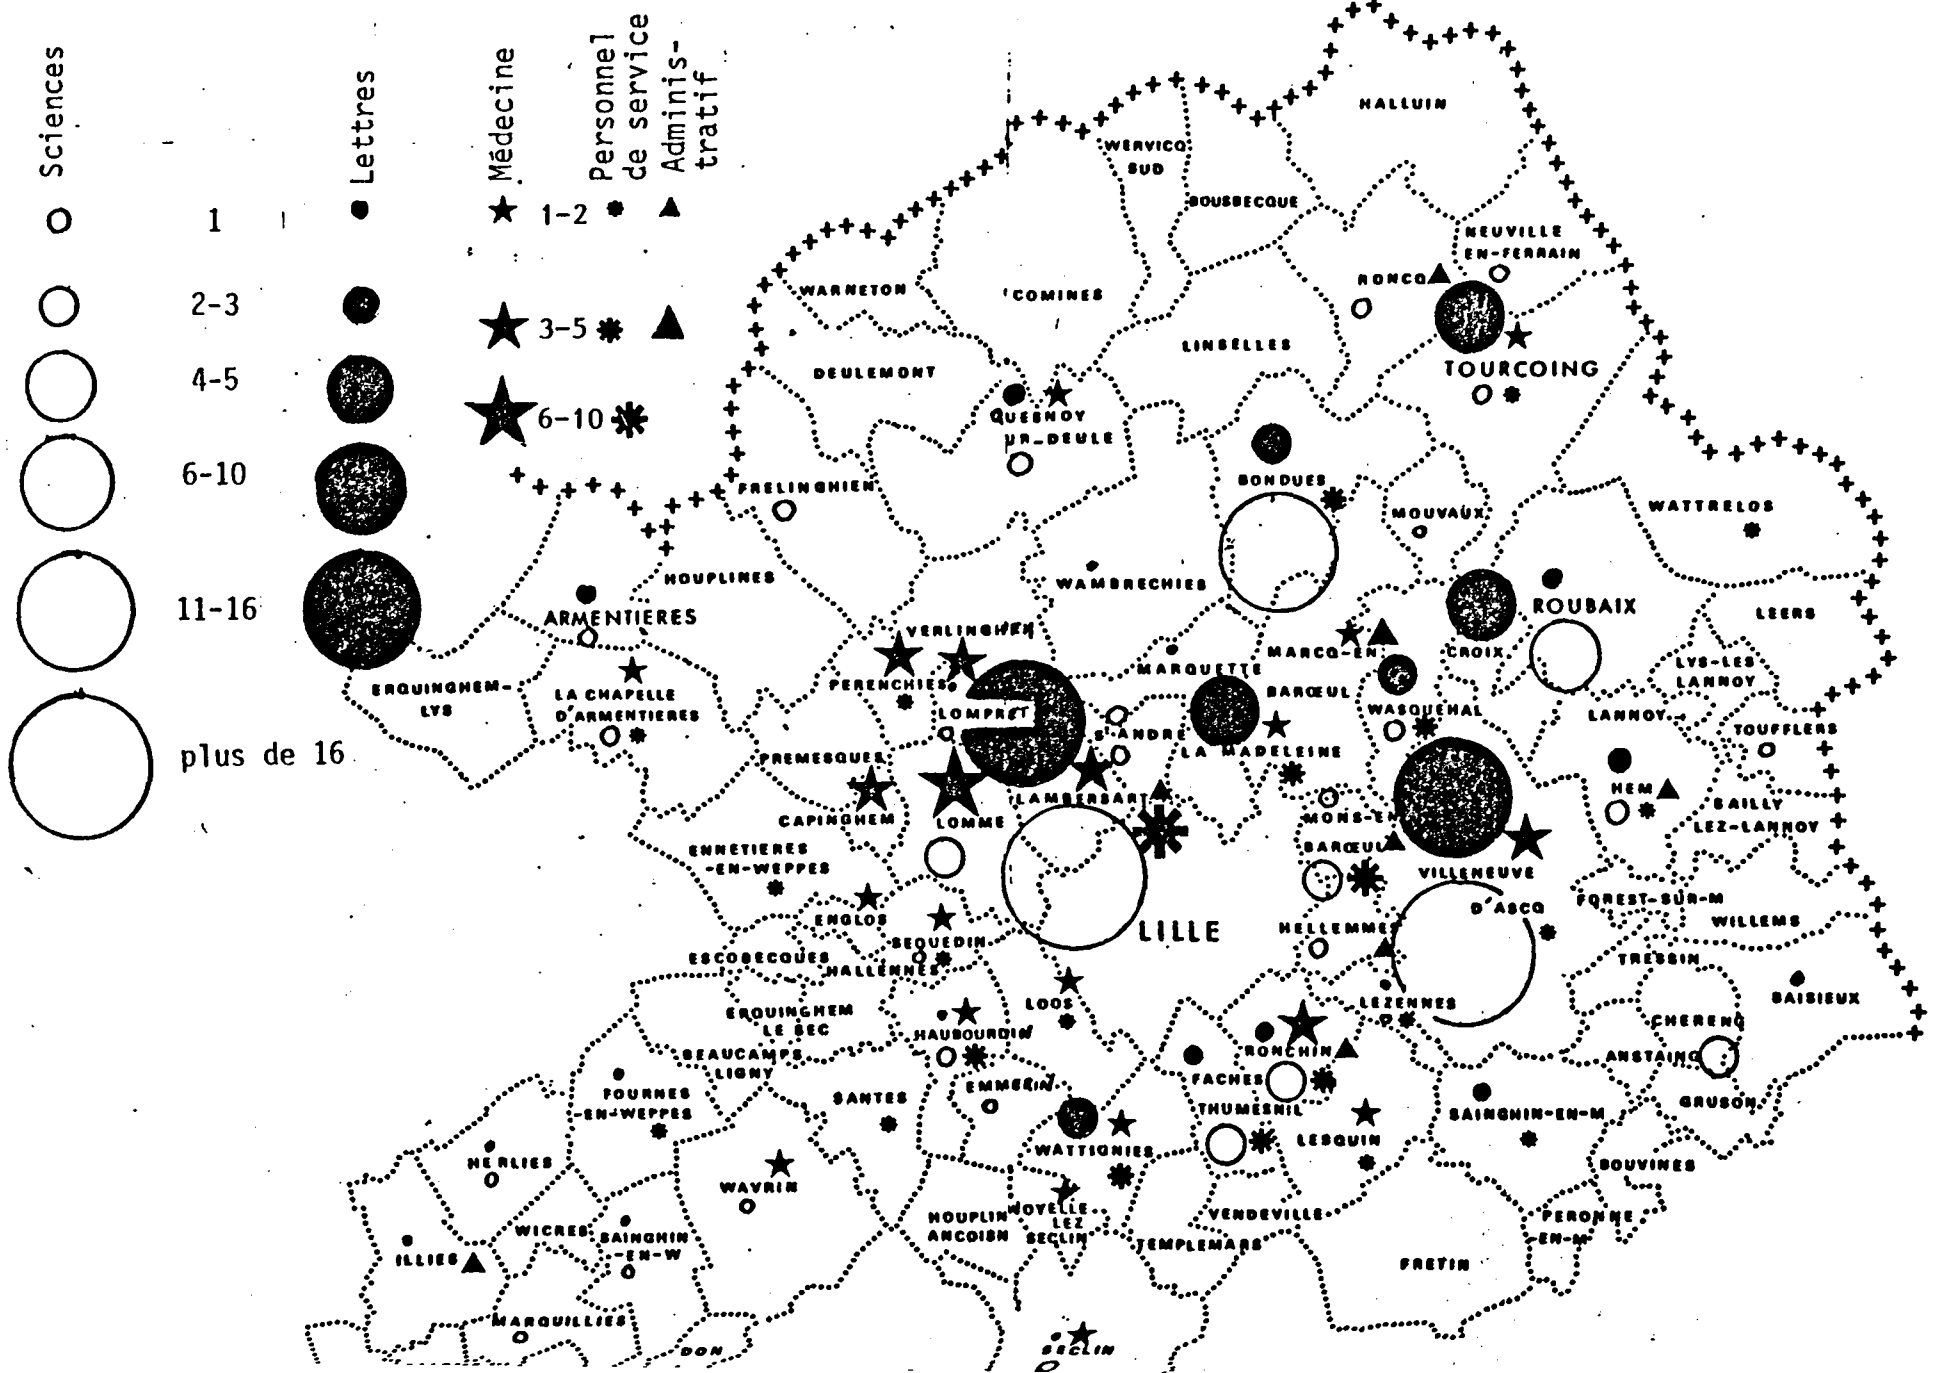 Sciences
Lettres
Médecine
Personnel
de service
Adminis-
tratif
1
1-2
2-3
3-5
4-5
6-10
6-10
11-16
plus de 16
HALLUIN
WERVICQ
SUD
BOUSBECQUE
NEUVILLE
EN-FERRAIN
RONCQ
WARNETON
COMINES
LINSELLES
TOURCOING
DEULEMONT
QUESNOY
UR-DEULE
BONDUES
FRELINGHIEN
MOUVAUX
WATTRELOS
HOUPLINES
WAMBRECHIES
ROUBAIX
LEERS
ARMENTIERES
VERLINGHEN
MARCQ-EN
BARŒUL
CROIX
MARQUETTE
LYS-LES
LANNOY
ERQUINGHEM-
LYS
LA CHAPELLE
D'ARMENTIERES
PERENCHIES
LOMPRET
WASQUEHAL
LANNOY
TOUFFLERS
S ANDRE
LA MADELEINE
PREMESQUES
LAMBERSART
HEM
SAILLY
LEZ-LANNOY
CAPINGHEM
LOMME
MONS-EN
BARŒUL
ENNETIERES
-EN-WEPPES
VILLENEUVE
D'ASCQ
FOREST-SUR-M
WILLEMS
ENGLOS
SEQUEDIN
LILLE
HELLEMMES
ESCOBECQUES
HALLENNES
TRESSIN
BAISIEUX
ERQUINGHEM
LE SEC
LOOS
LEZENNES
CHERENG
HAUBOURDIN
RONCHIN
ANSTAING
BEAUCAMPS
LIGNY
FOURNES
-EN-WEPPES
SANTES
EMMERIN
FACHES
THUMESNIL
SAINGHIN-EN-M
GRUSON
HERLIES
WATTIGNIES
LESQUIN
BOUVINES
WAVRIN
WICRES
SAINGHIN
-EN-W
HOUPLIN
ANCOISN
NOYELLE
LEZ
SECLIN
VENDEVILLE
TEMPLEMARS
PERONNE
-EN-M
ILLIES
FRETIN
MARQUILLIES
DON
SECLIN